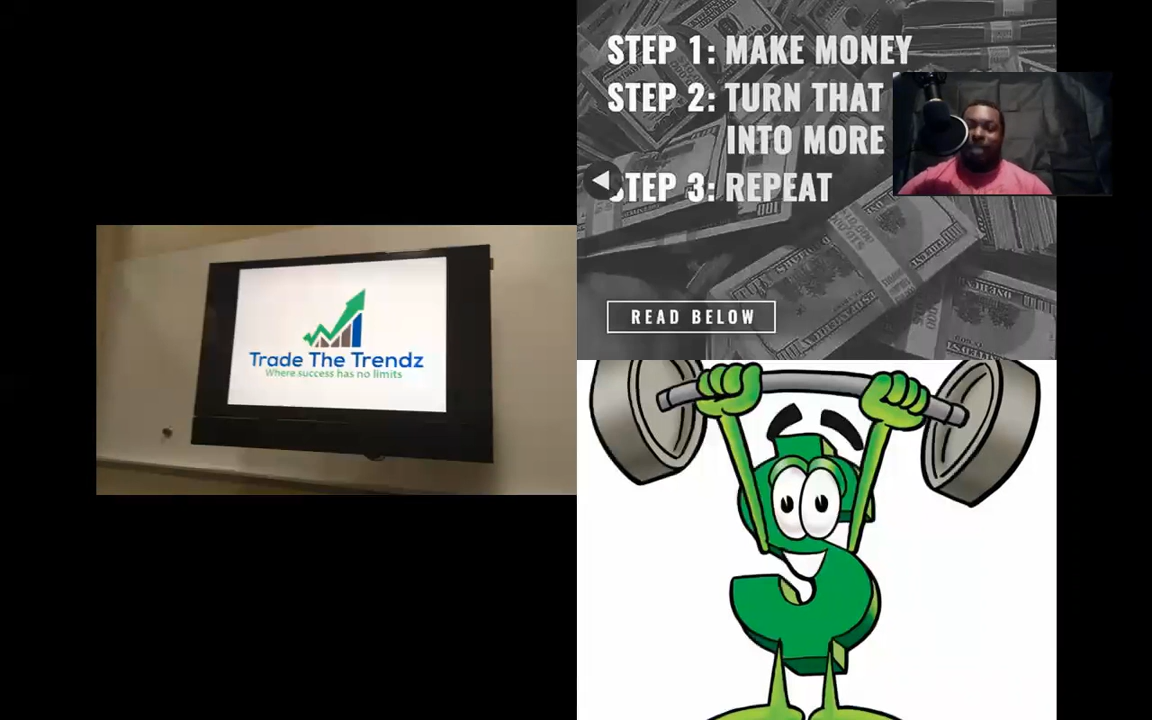 Trade The Trendz
Where success has no limits
STEP 1: MAKE MONEY
STEP 2: TURN THAT
INTO MORE
STEP 3: REPEAT
READ BELOW